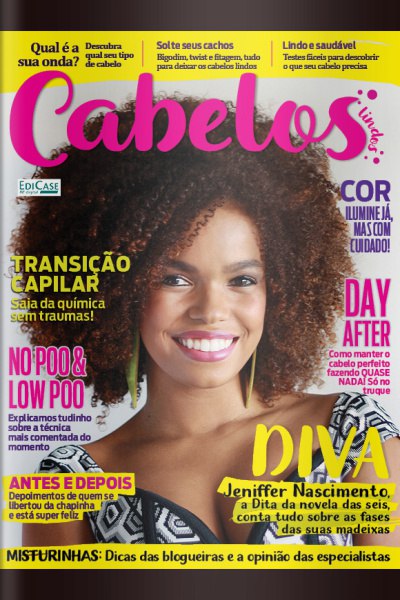 Qual é a
sua onda?
Descubra
qual seu tipo
de cabelo
Solte seus cachos
Bigodim, twist e fitagem, tudo
para deixar os cabelos lindos
Lindo e saudável
Testes fáceis para descobrir
o que seu cabelo precisa
Cabelos
lindos
EDICASE
COR
ILUMINE JÁ,
MAS COM
CUIDADO!
TRANSIÇÃO
CAPILAR
Saia da química
sem traumas!
DAY
AFTER
Como manter o
cabelo perfeito
fazendo QUASE
NADA! Só no
truque
NO POO &
LOW POO
Explicamos tudinho
sobre a técnica
mais comentada do
momento
DIVA
Jeniffer Nascimento,
a Dita da novela das seis,
conta tudo sobre as fases
das suas madeixas
ANTES E DEPOIS
Depoimentos de quem se
libertou da chapinha
e está super feliz
MISTURINHAS: Dicas das blogueiras e a opinião das especialistas